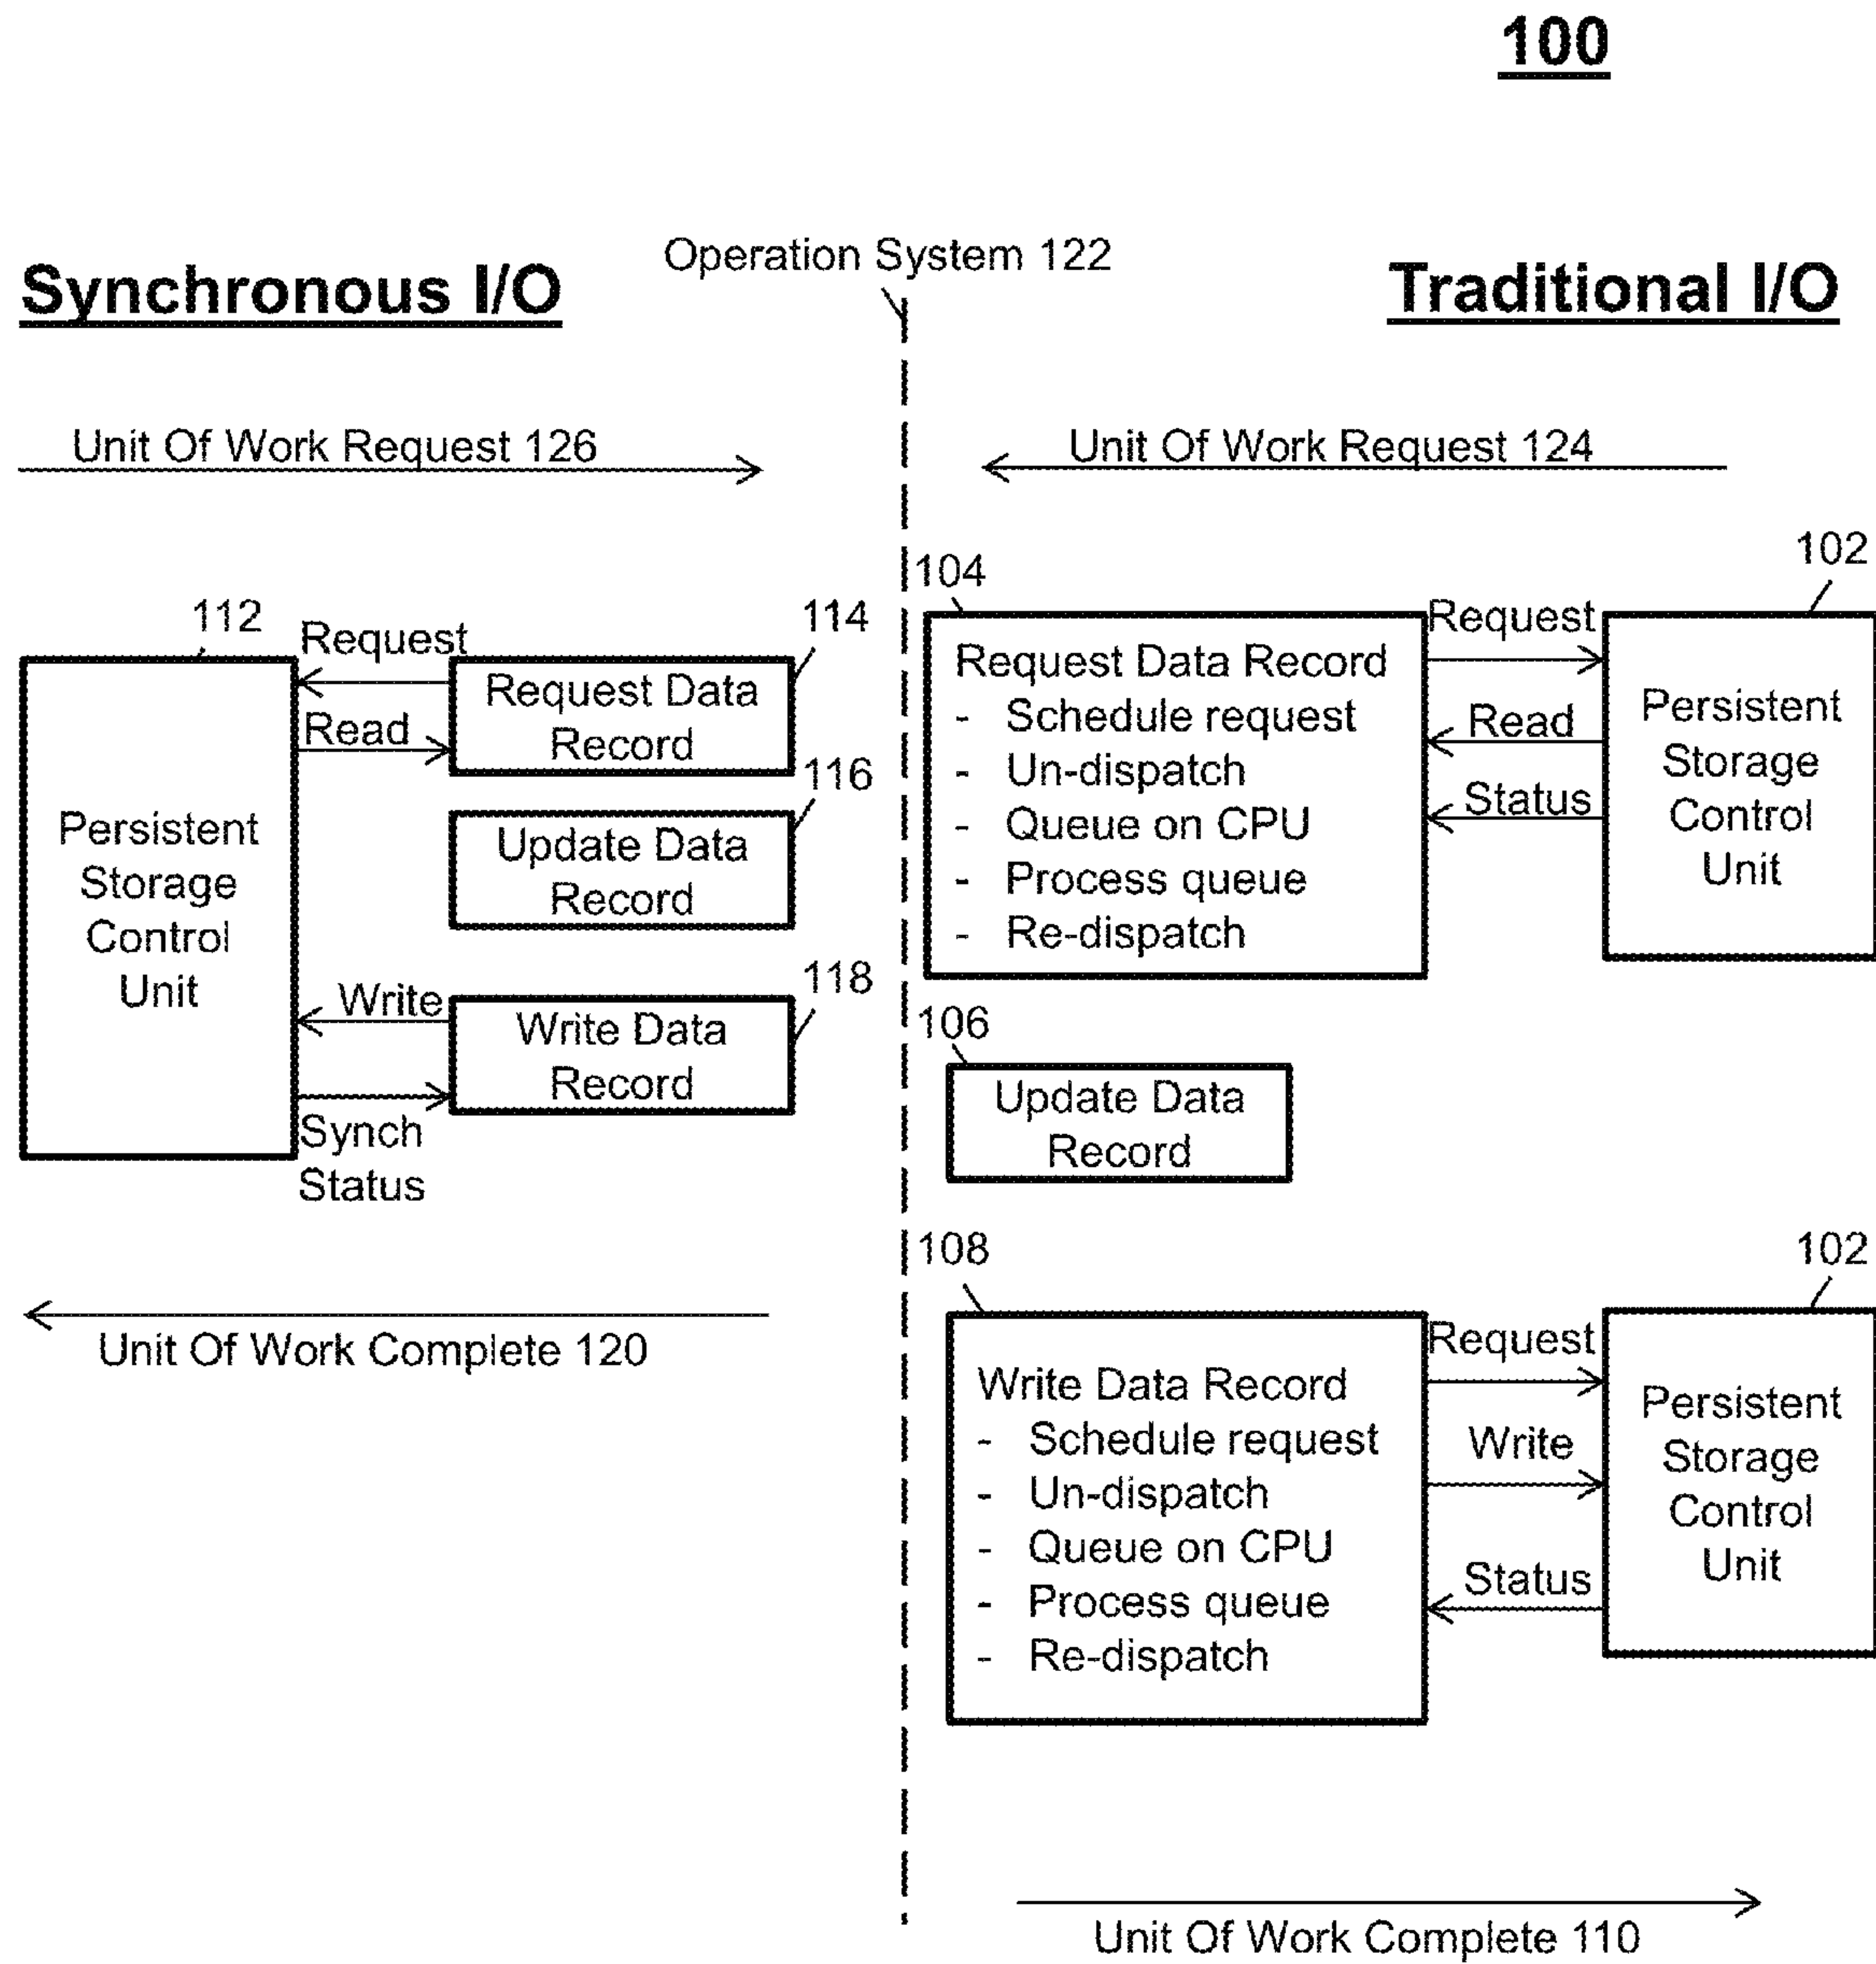 100
Operation System 122
Synchronous I/O
Traditional I/O
Unit Of Work Request 126
Unit Of Work Request 124
112
Request
114
Persistent
Storage
Control
Unit
Read
Request Data
Record
116
Update Data
Record
118
Write
Write Data
Record
Synch
Status
Unit Of Work Complete 120
104
102
Request
Request Data Record
- Schedule request
- Un-dispatch
- Queue on CPU
- Process queue
- Re-dispatch
Read
Status
Persistent
Storage
Control
Unit
106
Update Data
Record
108
102
Request
Write Data Record
- Schedule request
- Un-dispatch
- Queue on CPU
- Process queue
- Re-dispatch
Write
Status
Persistent
Storage
Control
Unit
Unit Of Work Complete 110